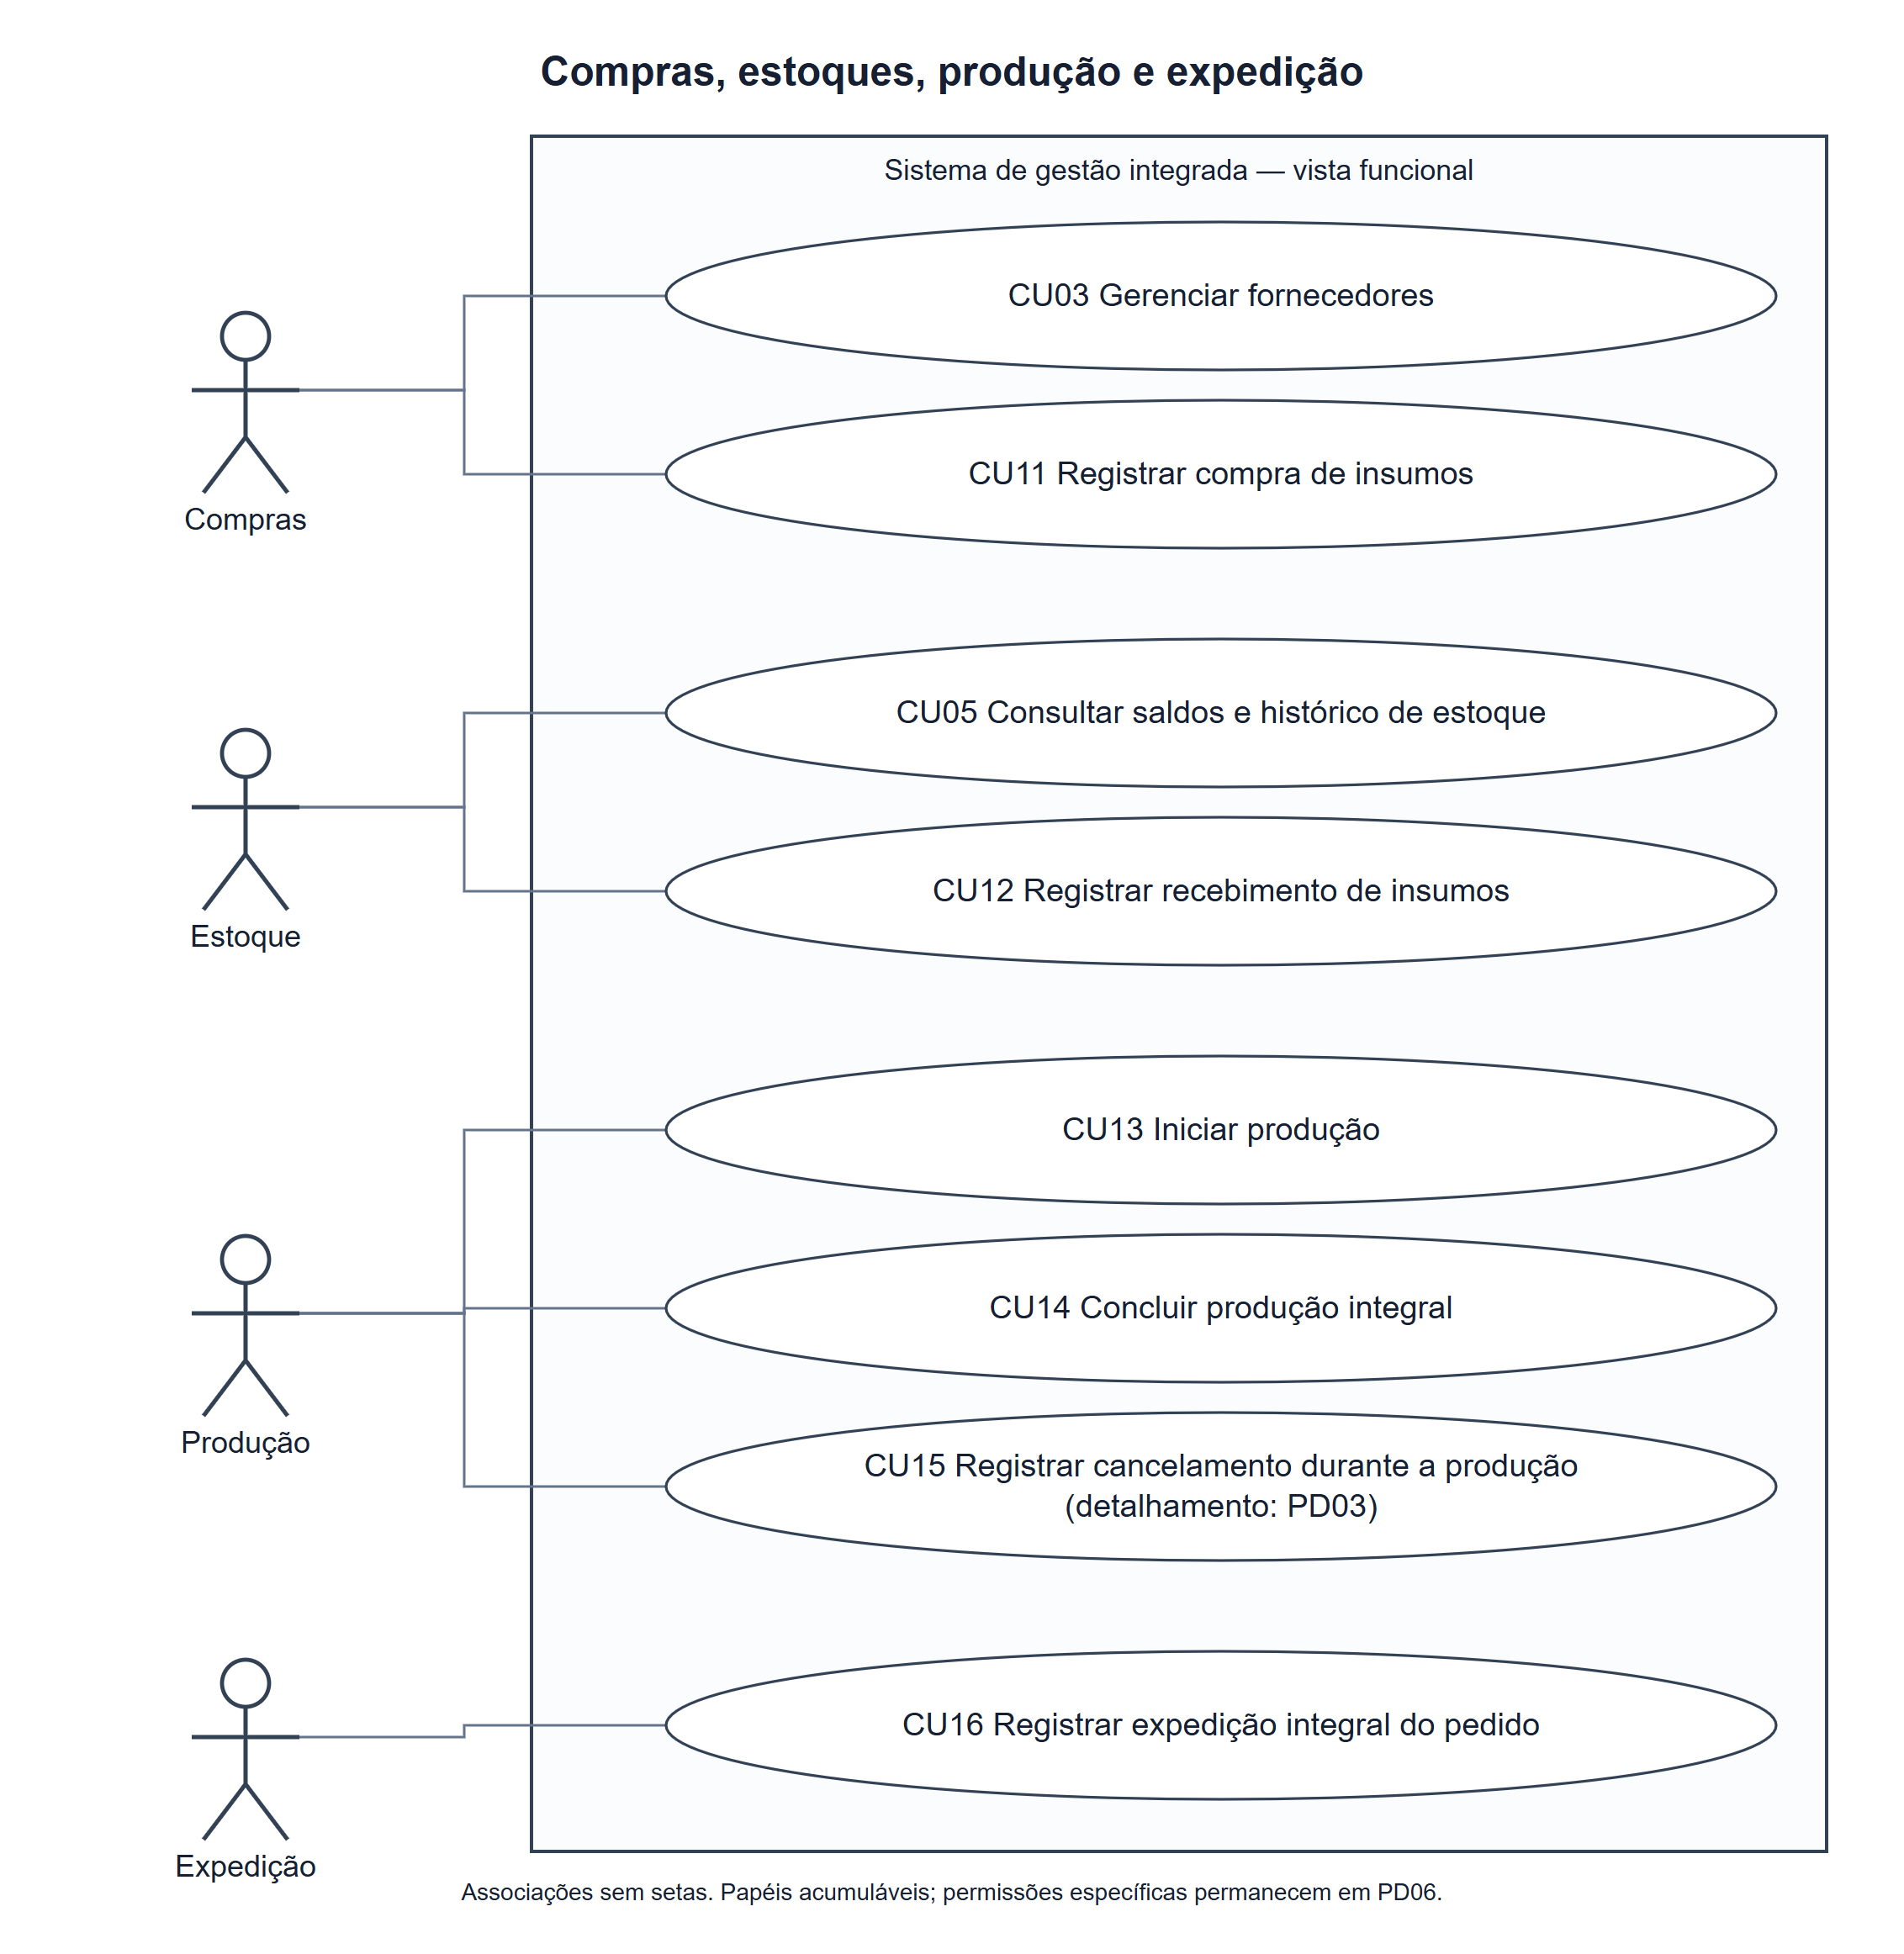 Compras, estoques, produção e expedição
Sistema de gestão integrada — vista funcional
CU03 Gerenciar fornecedores
CU11 Registrar compra de insumos
Compras
CU05 Consultar saldos e histórico de estoque
CU12 Registrar recebimento de insumos
Estoque
CU13 Iniciar produção
CU14 Concluir produção integral
CU15 Registrar cancelamento durante a produção
(detalhamento: PD03)
Produção
CU16 Registrar expedição integral do pedido
Expedição
Associações sem setas. Papéis acumuláveis; permissões específicas permanecem em PD06.